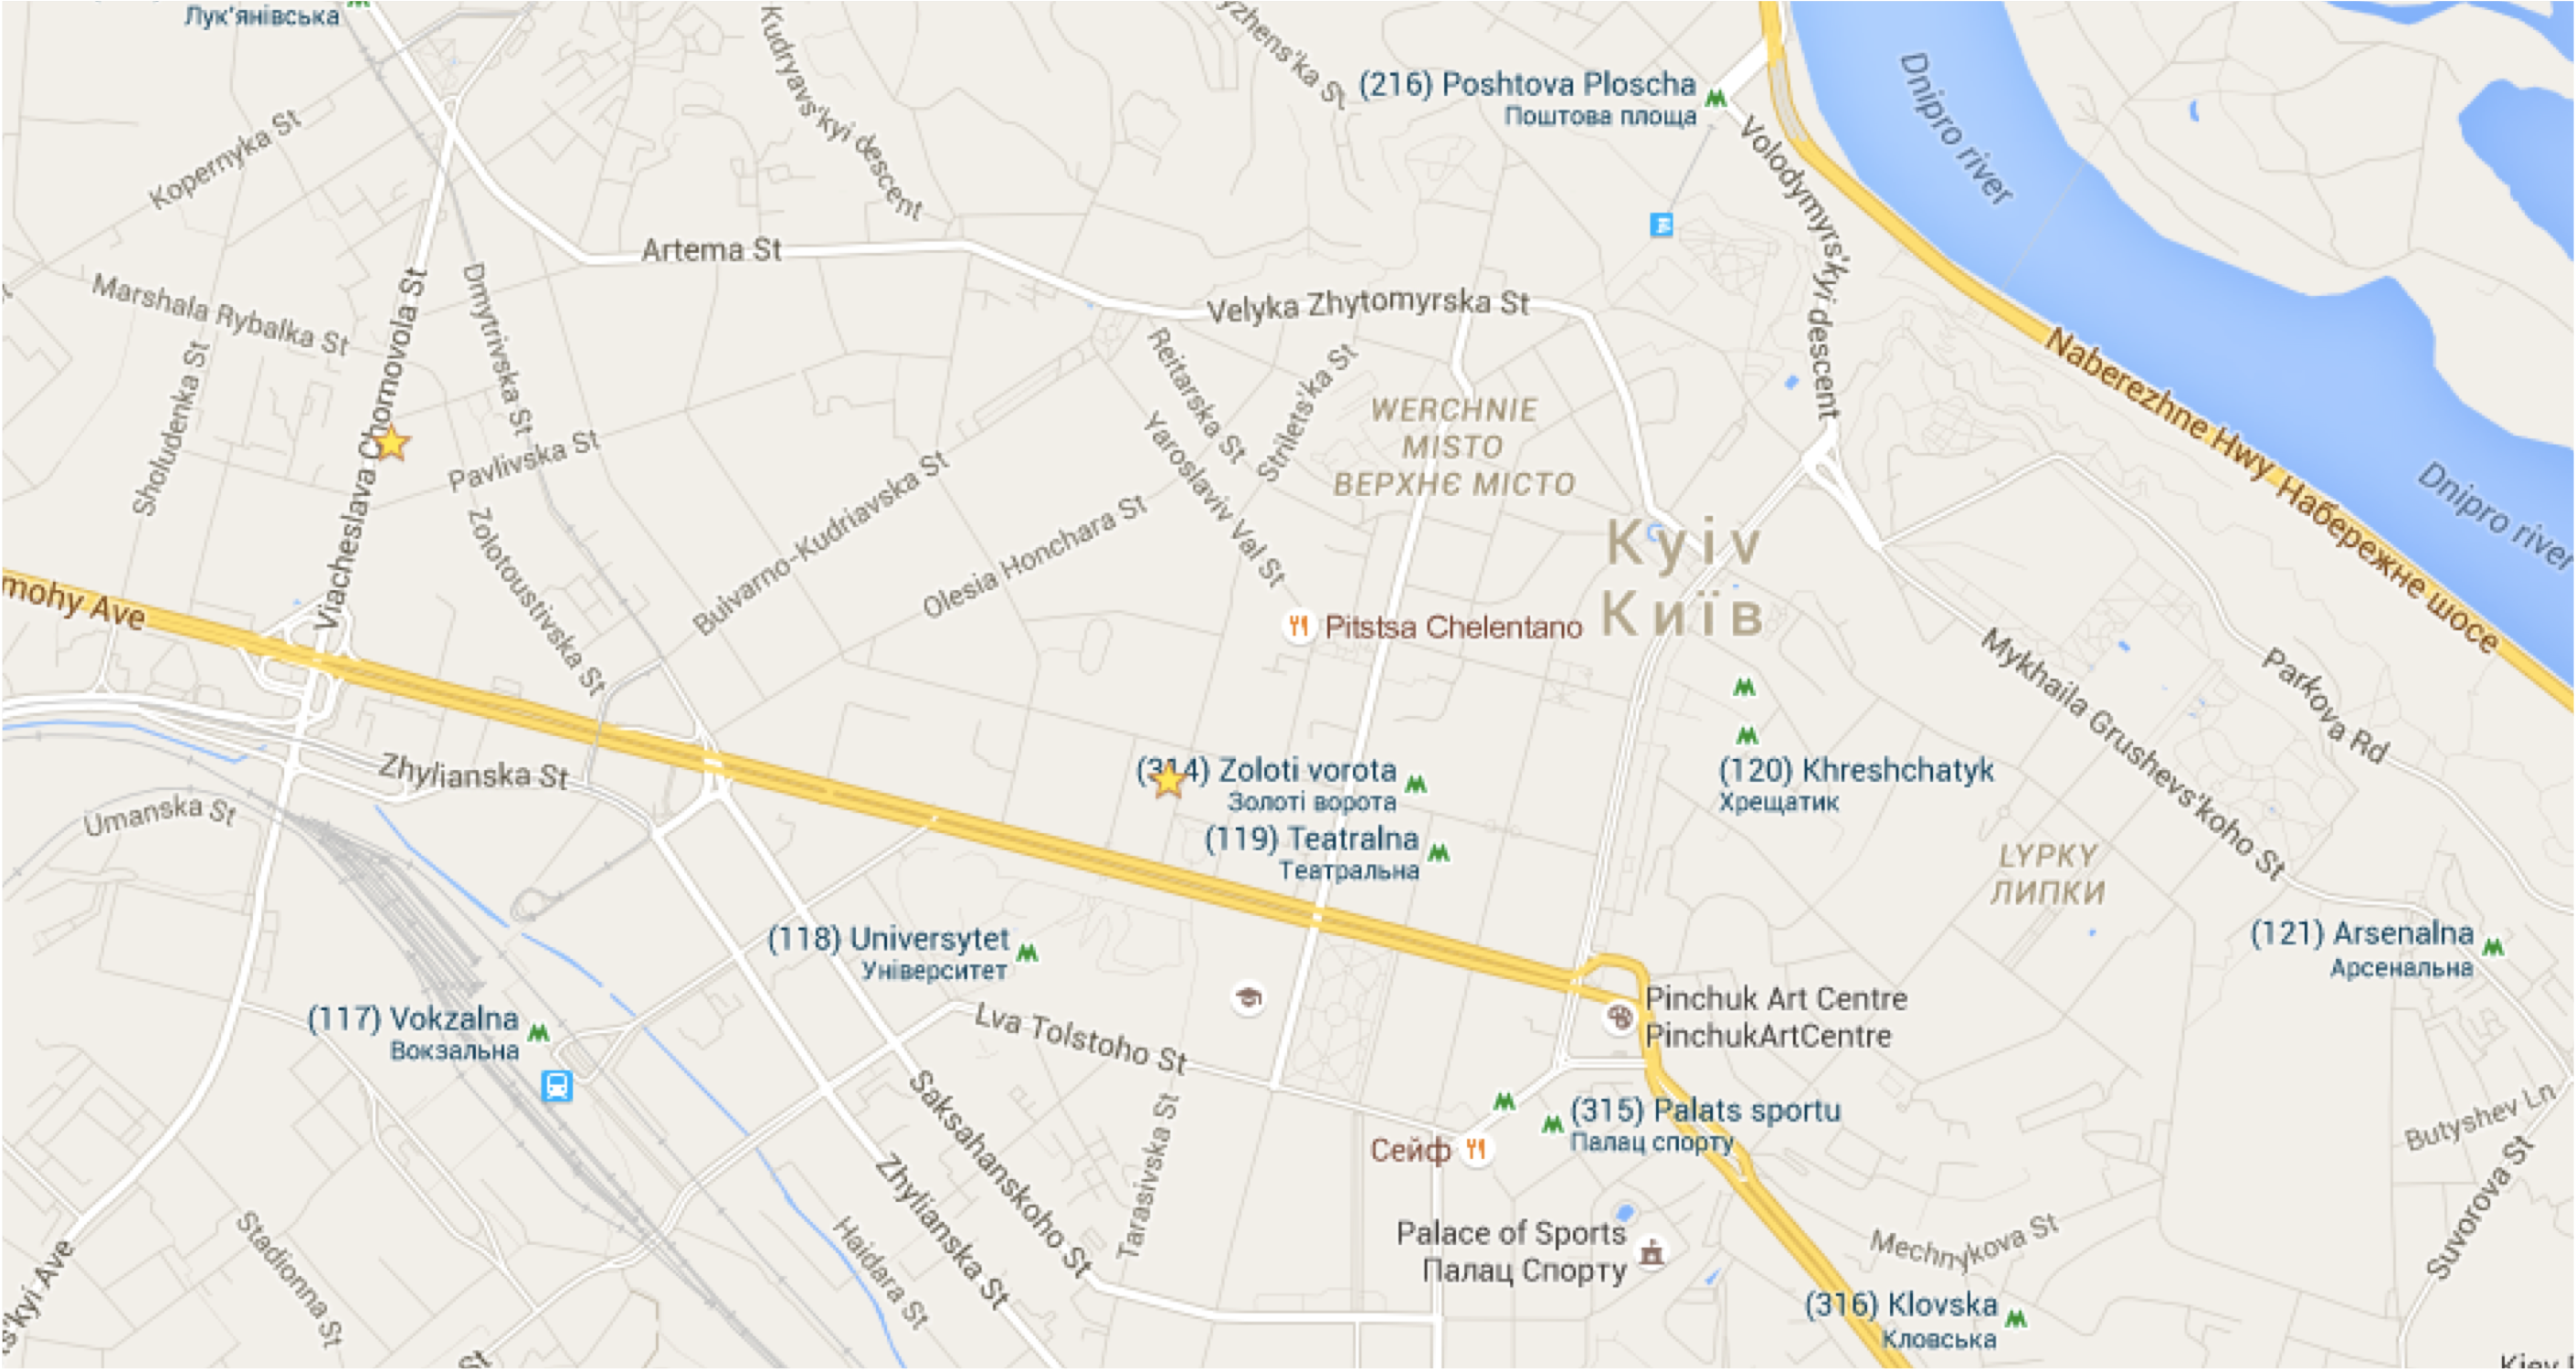 Лук'янівська
Kudryavs'kyi descent
(216) Poshtova Ploscha
Поштова площа
Dnipro river
Volodymyrs'kyi descent
Kopernyka St
Artema St
Marshala Rybalka St
Viacheslava Chornovola St
Dmytrivska St
Velyka Zhytomyrska St
Sholudenka St
Reitarska St
Strilets'ka St
Naberezhne Hwy Набережне шосе
WERCHNIE
MISTO
ВЕРХНЄ МІСТО
Yaroslaviv Val St
Pavlivska St
Zolotoustivska St
Bulvarno-Kudriavska St
Olesia Honchara St
Dnipro river
Kyiv
Київ
mohy Ave
Pitstsa Chelentano
Mykhaila Grushevs'koho St
Parkova Rd
Zhylianska St
(314) Zoloti vorota
Золоті ворота
(120) Khreshchatyk
Хрещатик
Umanska St
(119) Teatralna
Театральна
LYPKY
ЛИПКИ
(118) Universytet
Університет
(121) Arsenalna
Арсенальна
(117) Vokzalna
Вокзальна
Lva Tolstoho St
Pinchuk Art Centre
PinchukArtCentre
Saksahanskoho St
Tarasivska St
(315) Palats sportu
Палац спорту
Сейф
Butyshev Ln
Suvorova St
Zhylianska St
Haidara St
Stadionna St
Palace of Sports
Палац Спорту
Mechnykova St
s'kyi Ave
(316) Klovska
Кловська